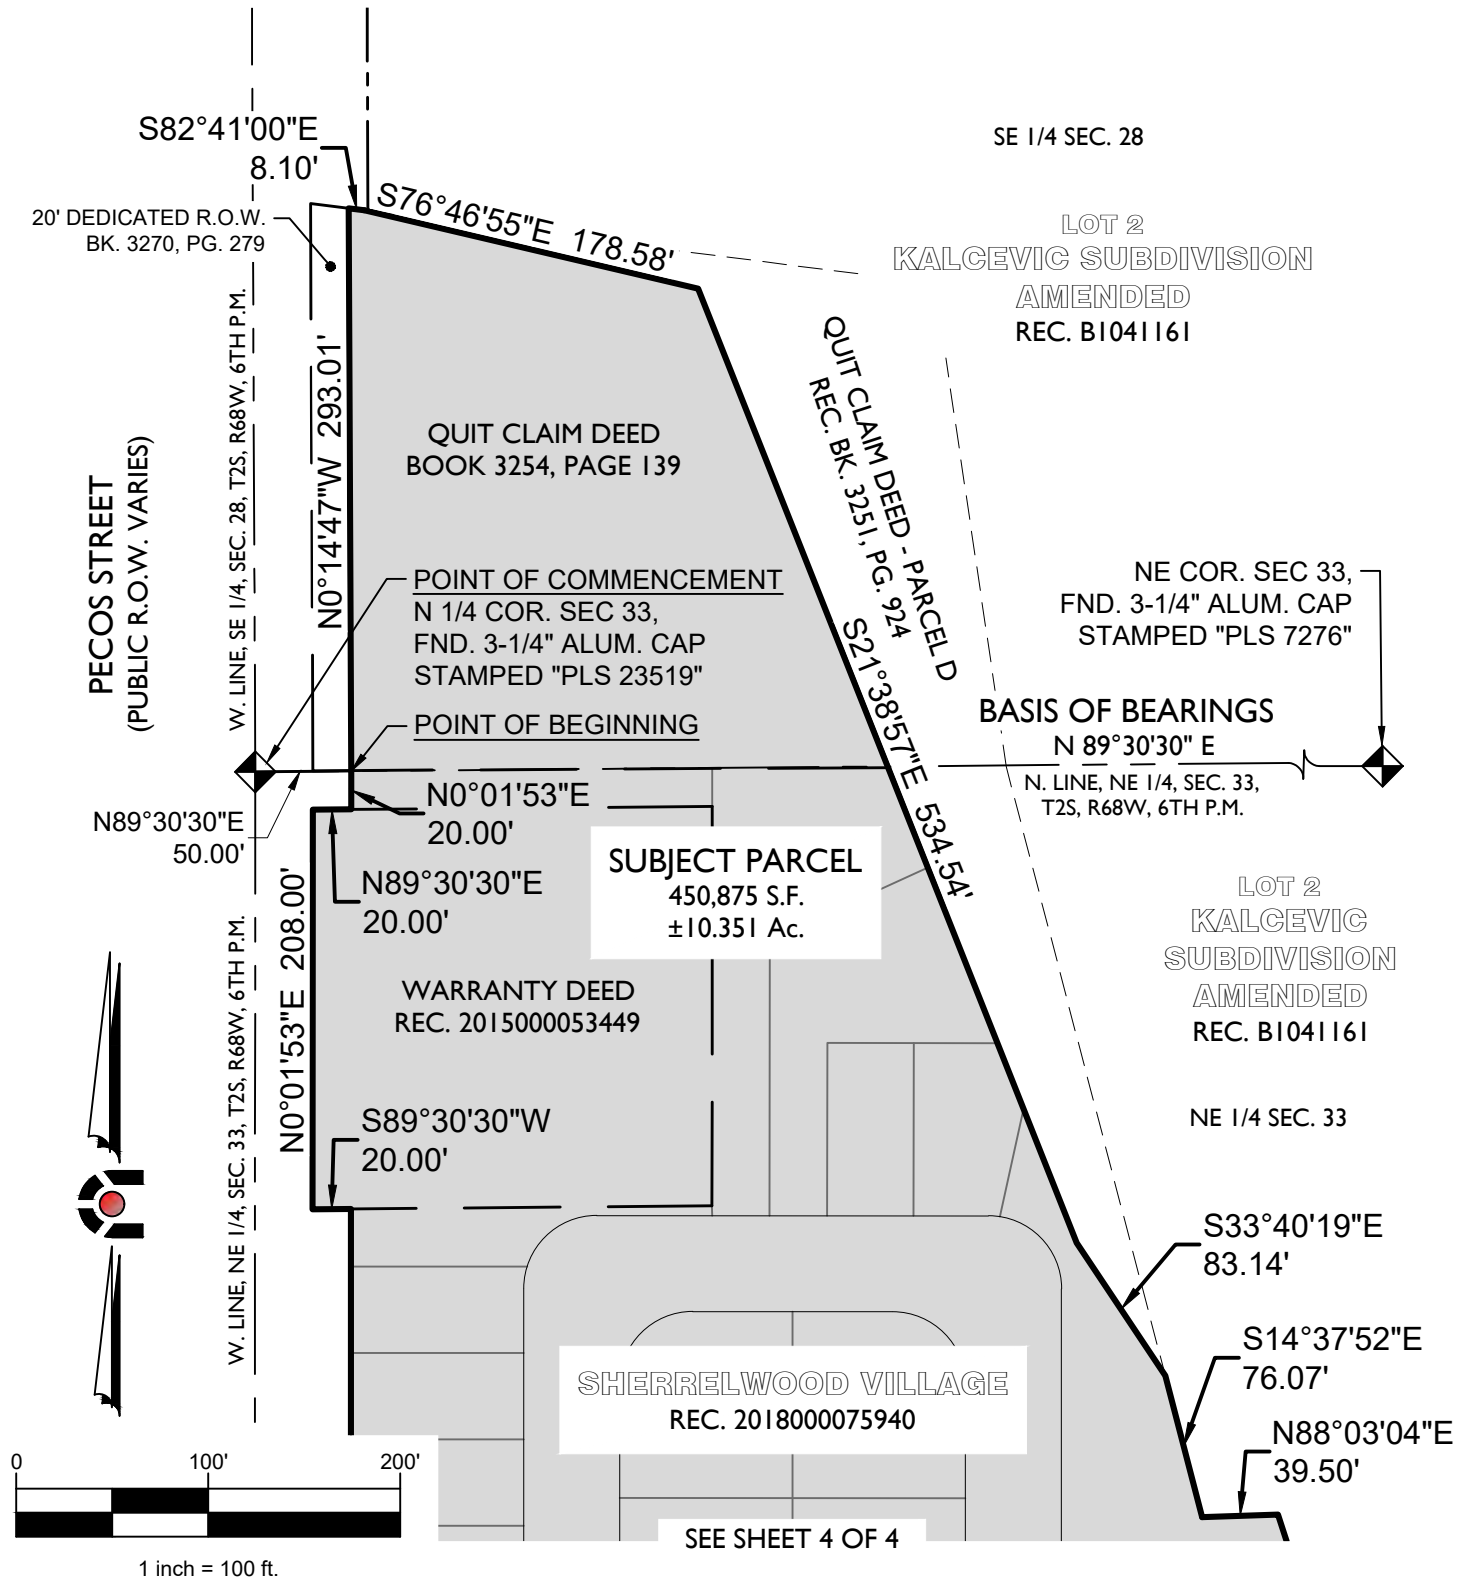 S82°41'00"E
8.10'
SE 1/4 SEC. 28
S76°46'55"E 178.58'
20' DEDICATED R.O.W.
BK. 3270, PG. 279
LOT 2
KALCEVIC SUBDIVISION
AMENDED
REC. B1041161
W. LINE, SE 1/4, SEC. 28, T2S, R68W, 6TH P.M.
N0°14'47"W 293.01'
QUIT CLAIM DEED
BOOK 3254, PAGE 139
QUIT CLAIM DEED - PARCEL D
REC. BK. 3251, PG. 924
PECOS STREET
(PUBLIC R.O.W. VARIES)
POINT OF COMMENCEMENT
N 1/4 COR. SEC 33,
FND. 3-1/4" ALUM. CAP
STAMPED "PLS 23519"
NE COR. SEC 33,
FND. 3-1/4" ALUM. CAP
STAMPED "PLS 7276"
POINT OF BEGINNING
S21°38'57"E 534.54'
BASIS OF BEARINGS
N 89°30'30" E
N. LINE, NE 1/4, SEC. 33,
T2S, R68W, 6TH P.M.
N89°30'30"E
50.00'
N0°01'53"E
20.00'
N89°30'30"E
20.00'
SUBJECT PARCEL
450,875 S.F.
±10.351 Ac.
LOT 2
KALCEVIC
SUBDIVISION
AMENDED
REC. B1041161
W. LINE, NE 1/4, SEC. 33, T2S, R68W, 6TH P.M.
N0°01'53"E 208.00'
WARRANTY DEED
REC. 2015000053449
NE 1/4 SEC. 33
S89°30'30"W
20.00'
S33°40'19"E
83.14'
S14°37'52"E
76.07'
SHERRELWOOD VILLAGE
REC. 2018000075940
N88°03'04"E
39.50'
0 100' 200'
SEE SHEET 4 OF 4
1 inch = 100 ft.